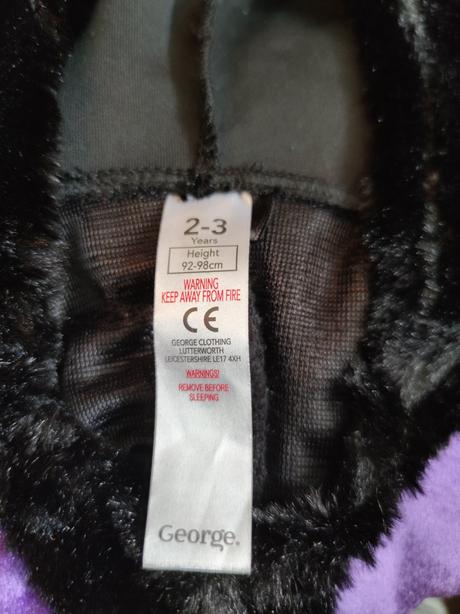 2-3
Years
Height
92-98cm
WARNING
KEEP AWAY FROM FIRE
CE
GEORGE CLOTHING
LUTTERWORTH
LEICESTERSHIRE LE17 4XH
WARNINGS!
REMOVE BEFORE
SLEEPING
George.